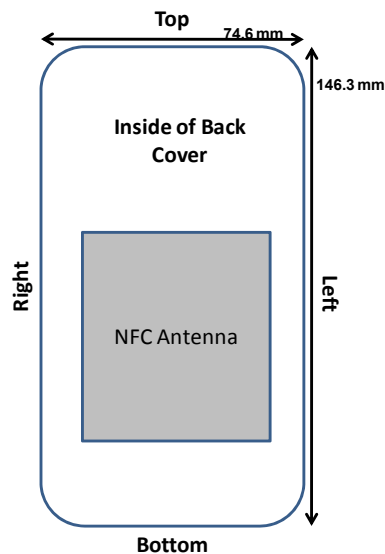 Top
74.6 mm
146.3 mm
Inside of Back
Cover
Right
Left
NFC Antenna
Bottom